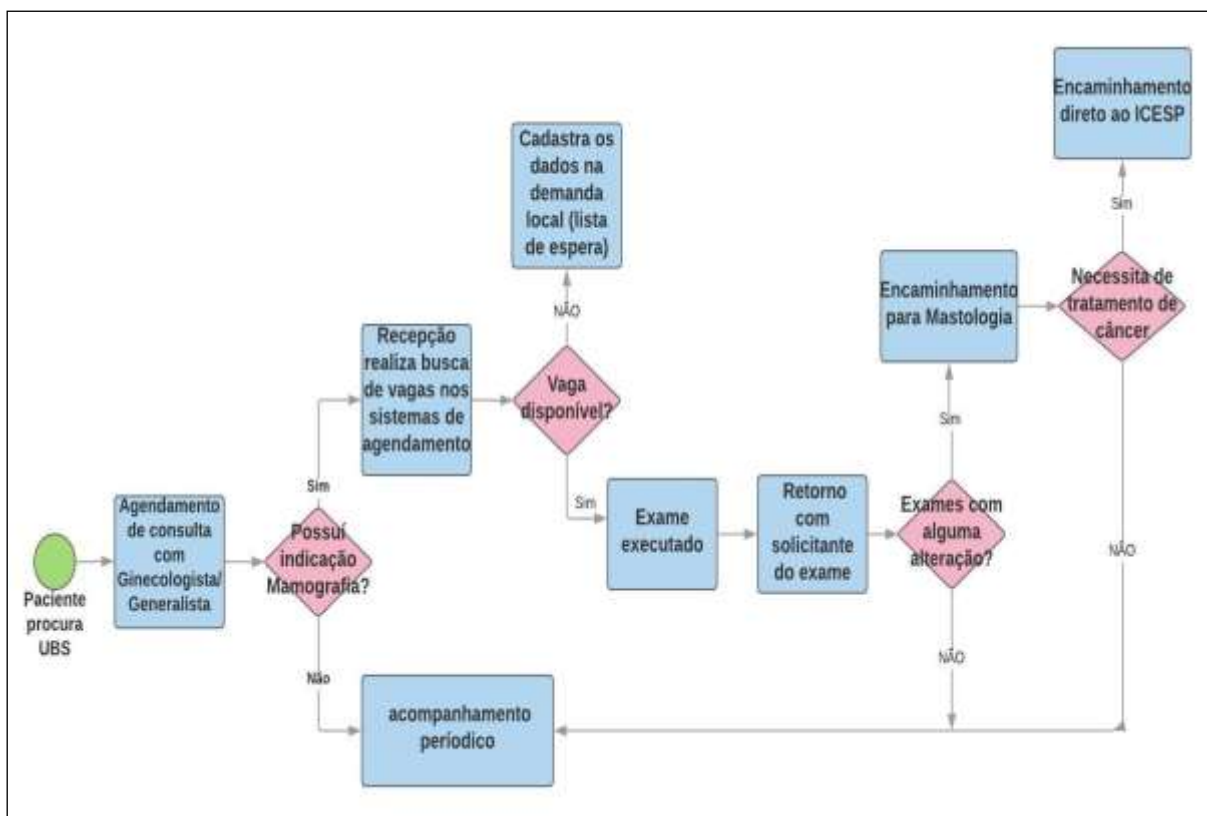 Paciente
procura
UBS
Agendamento
de consulta
com
Ginecologista/
Generalista
Possuí
indicação
Mamografia?
Sim
Não
Recepção
realiza busca
de vagas nos
sistemas de
agendamento
acompanhamento
períodico
Vaga
disponível?
NÃO
Cadastra os
dados na
demanda
local (lista
de espera)
Sim
Exame
executado
Retorno
com
solicitante
do exame
Exames com
alguma
alteração?
Sim
NÃO
Encaminhamento
para Mastologia
Necessita de
tratamento de
câncer
Sim
NÃO
Encaminhamento
direto ao ICESP